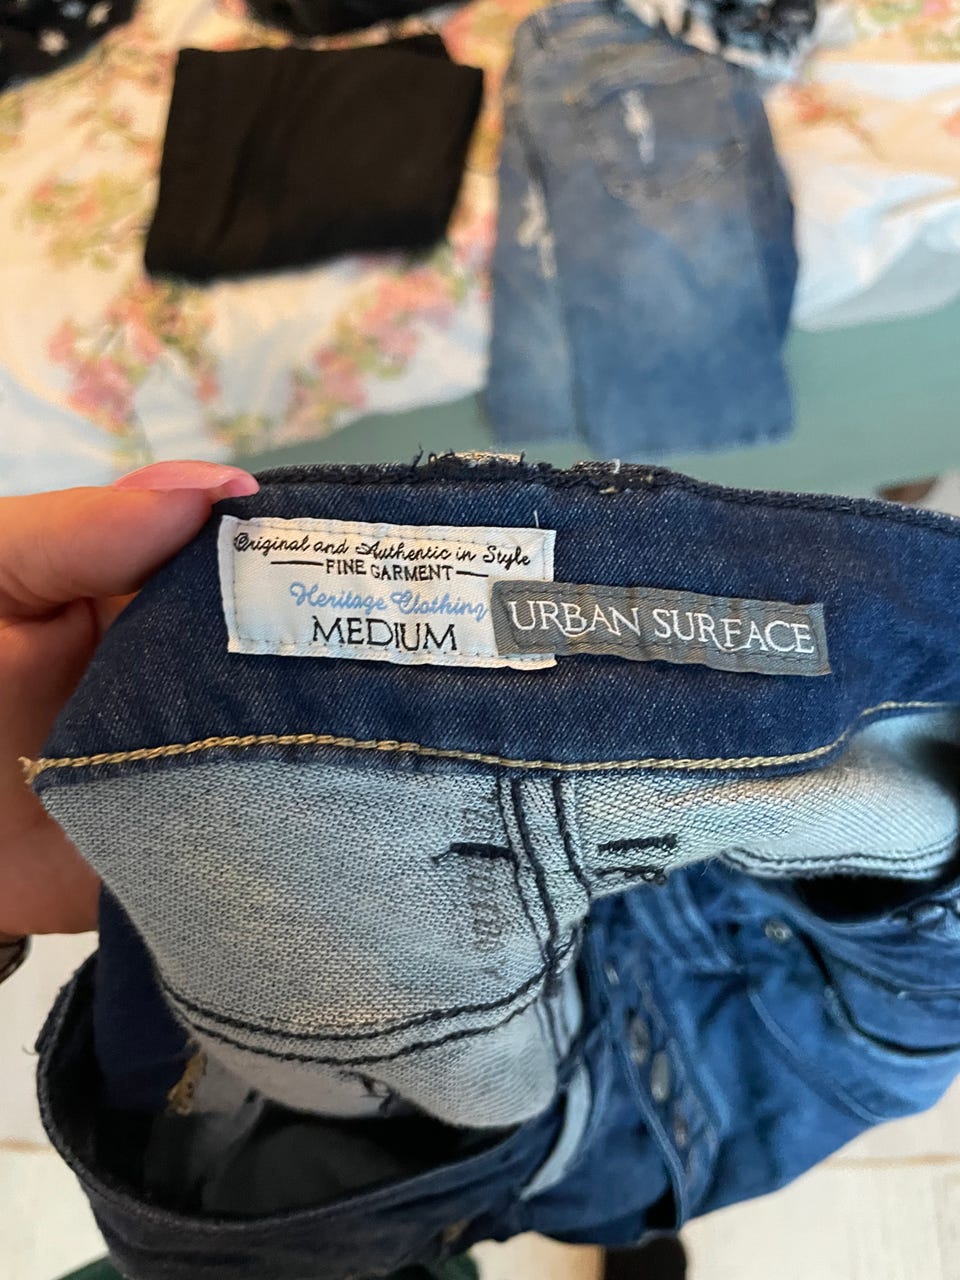 Original and Authentic in Style
FINE GARMENT
Heritage Clothing
MEDIUM
URBAN SURFACE